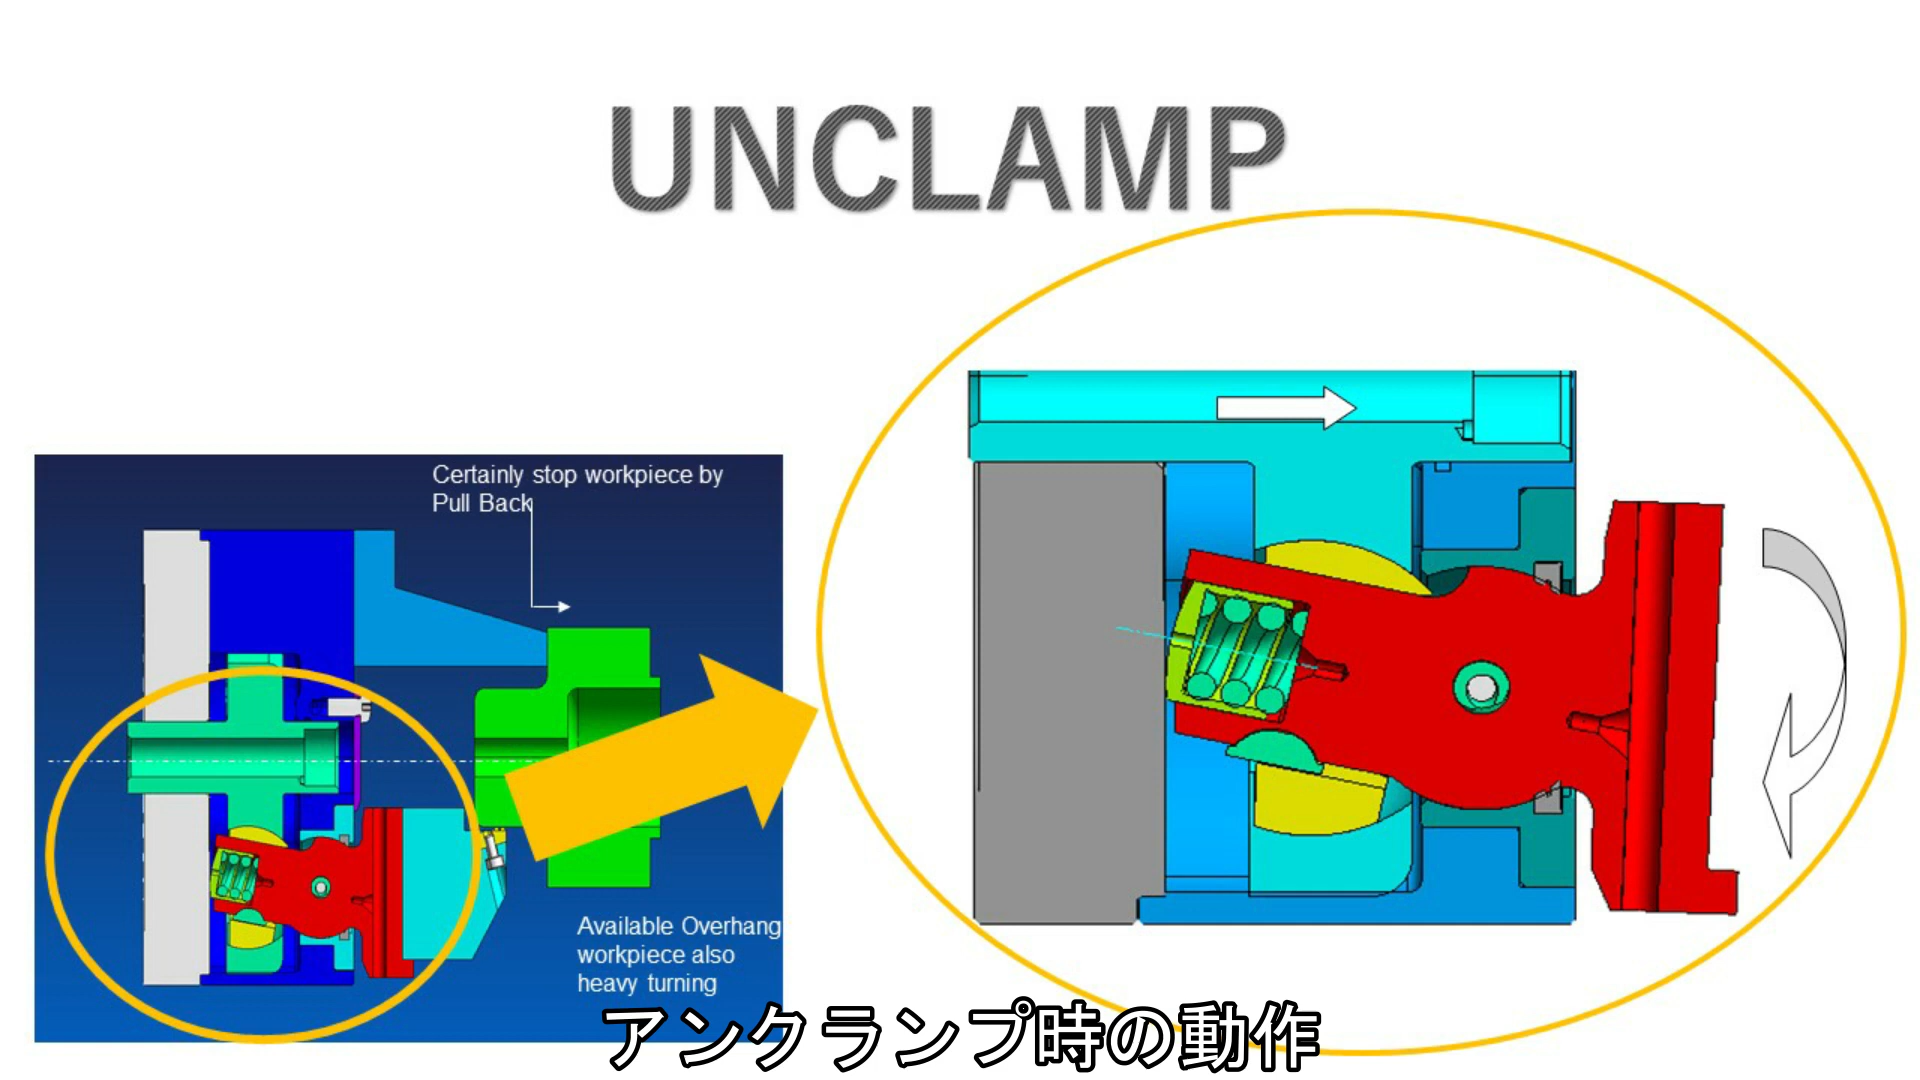 UNCLAMP
Certainly stop workpiece by
Pull Back
Available Overhang
workpiece also
heavy turning
アンクランプ時の動作